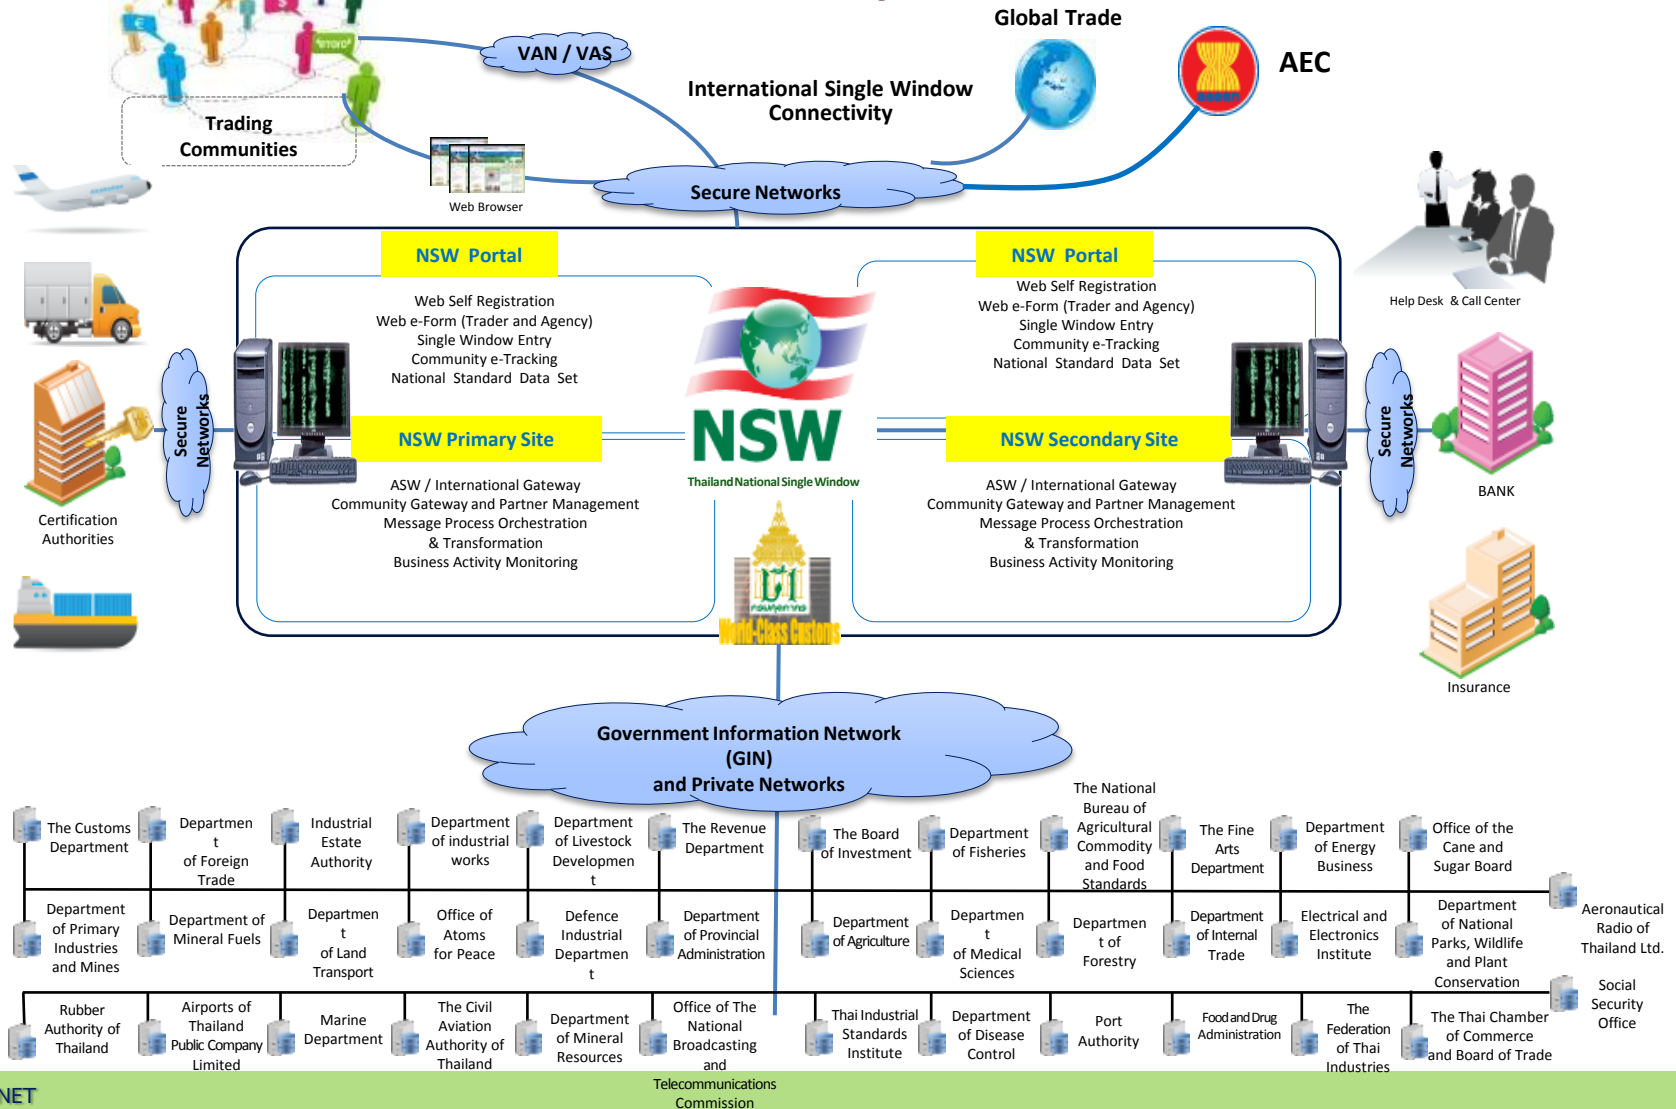 Global Trade
AEC
VAN / VAS
International Single Window
Connectivity
Trading
Communities
Web Browser
Secure Networks
Help Desk & Call Center
NSW Portal
Web Self Registration
Web e-Form (Trader and Agency)
Single Window Entry
Community e-Tracking
National Standard Data Set
NSW Portal
Web Self Registration
Web e-Form (Trader and Agency)
Single Window Entry
Community e-Tracking
National Standard Data Set
NSW
Thailand National Single Window
Secure
Networks
Secure
Networks
NSW Primary Site
ASW / International Gateway
Community Gateway and Partner Management
Message Process Orchestration
& Transformation
Business Activity Monitoring
NSW Secondary Site
ASW / International Gateway
Community Gateway and Partner Management
Message Process Orchestration
& Transformation
Business Activity Monitoring
Certification
Authorities
BANK
Insurance
กรมศุลกากร
World-Class Customs
Government Information Network
(GIN)
and Private Networks
The Customs
Department
Departmen
t
of Foreign
Trade
Industrial
Estate
Authority
Department
of industrial
works
Department
of Livestock
Developmen
t
The Revenue
Department
The Board
of Investment
Department
of Fisheries
The National
Bureau of
Agricultural
Commodity
and Food
Standards
The Fine
Arts
Department
Department
of Energy
Business
Office of the
Cane and
Sugar Board
Department
of Primary
Industries
and Mines
Department of
Mineral Fuels
Departmen
t
of Land
Transport
Office of
Atoms
for Peace
Defence
Industrial
Departmen
t
Department
of Provincial
Administration
Department
of Agriculture
Departmen
t
of Medical
Sciences
Departmen
t of
Forestry
Department
of Internal
Trade
Electrical and
Electronics
Institute
Department
of National
Parks, Wildlife
and Plant
Conservation
Aeronautical
Radio of
Thailand Ltd.
Rubber
Authority of
Thailand
Airports of
Thailand
Public Company
Limited
Marine
Department
The Civil
Aviation
Authority of
Thailand
Department
of Mineral
Resources
Office of The
National
Broadcasting
and
Telecommunications
Commission
Thai Industrial
Standards
Institute
Department
of Disease
Control
Port
Authority
Food and Drug
Administration
The
Federation
of Thai
Industries
The Thai Chamber
of Commerce
and Board of Trade
Social
Security
Office
NET